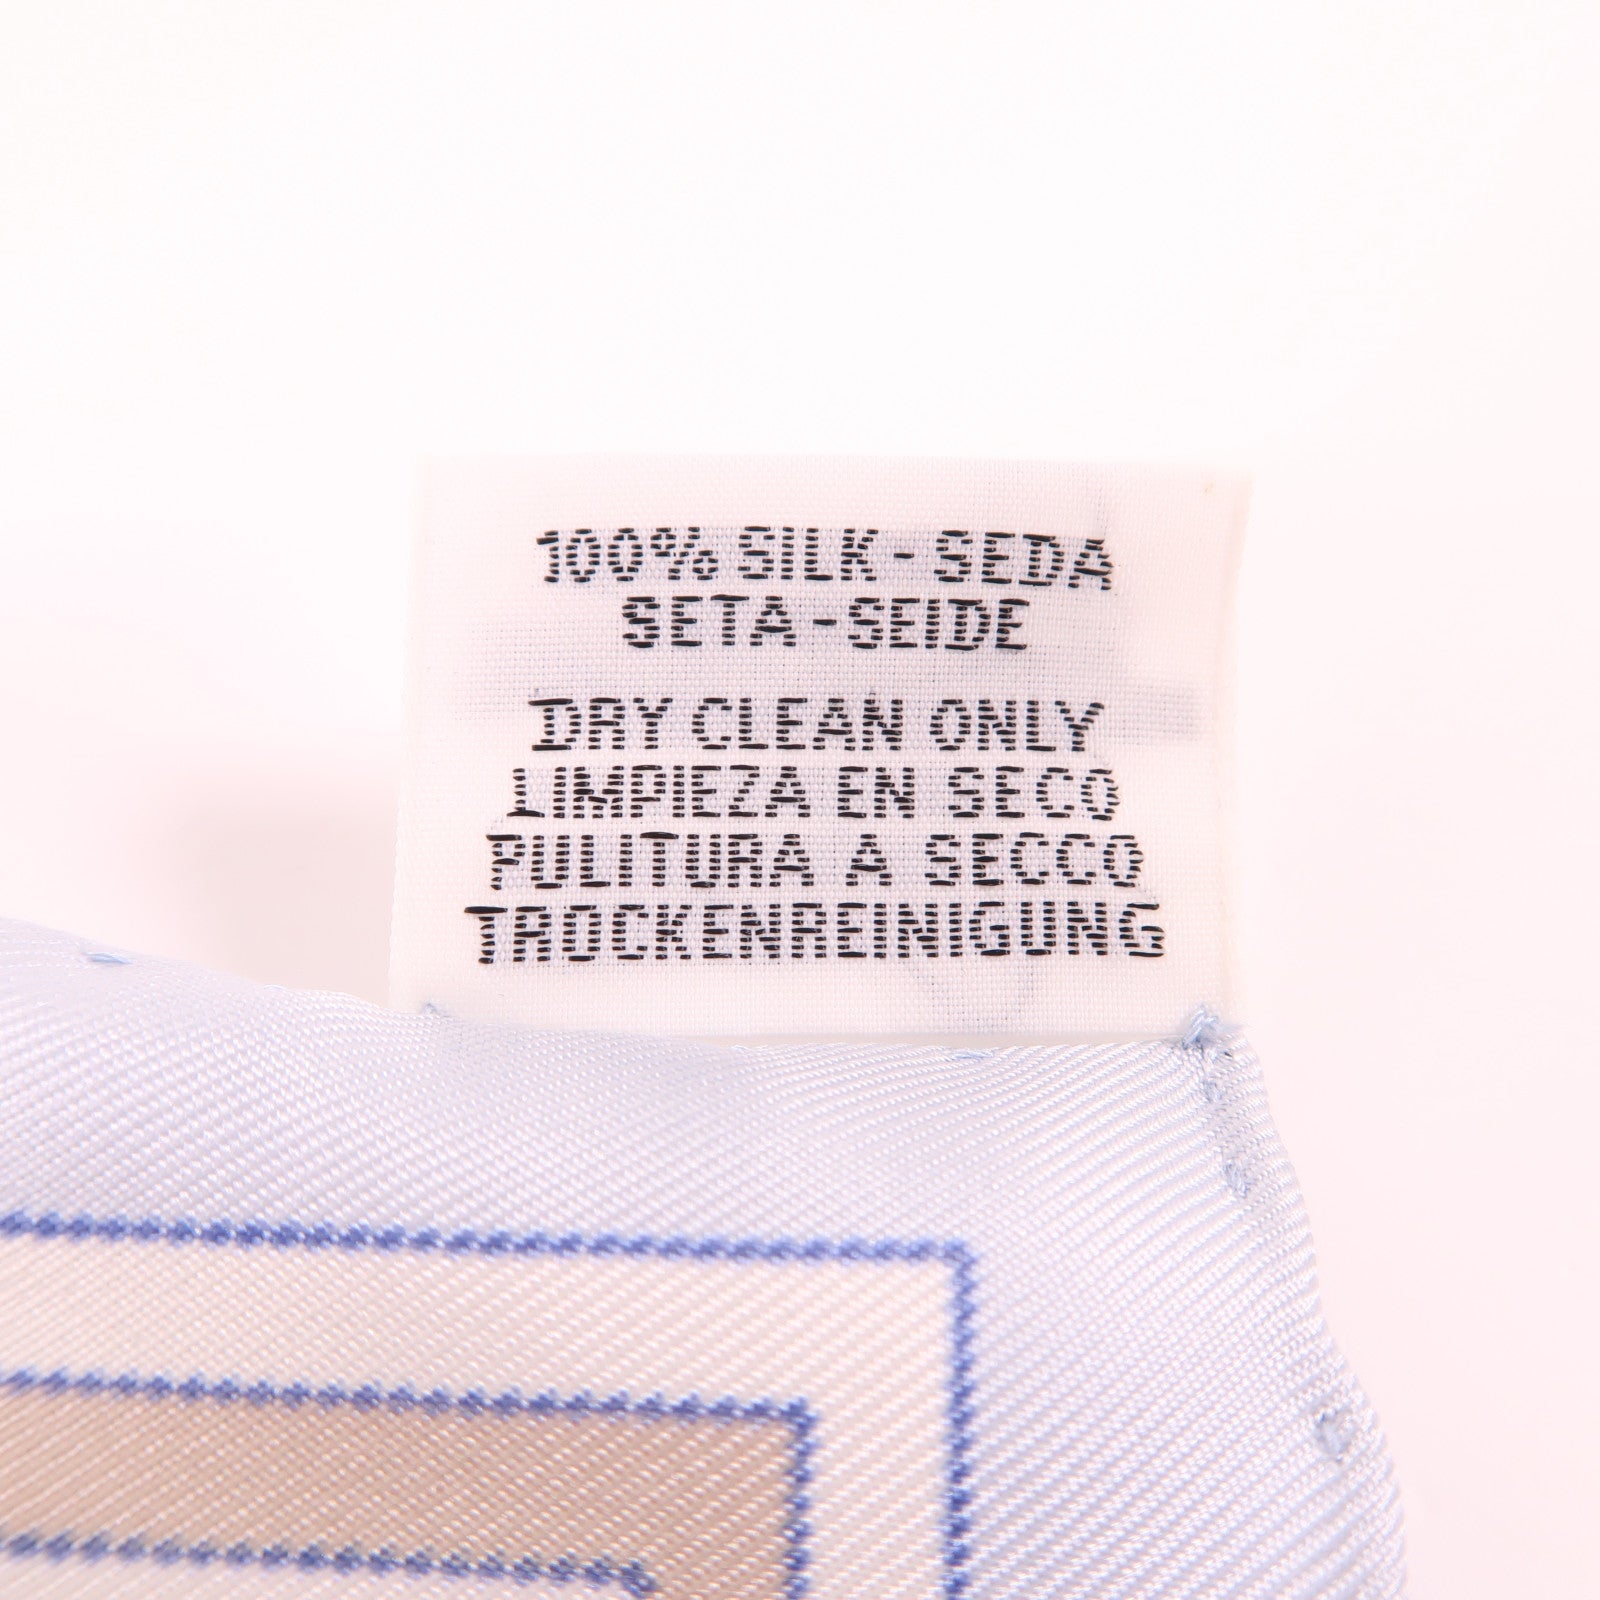 100% SILK - SEDA
SETA - SEIDE
DRY CLEAN ONLY
LIMPIEZA EN SECO
PULITURA A SECCO
TROCKENREINIGUNG